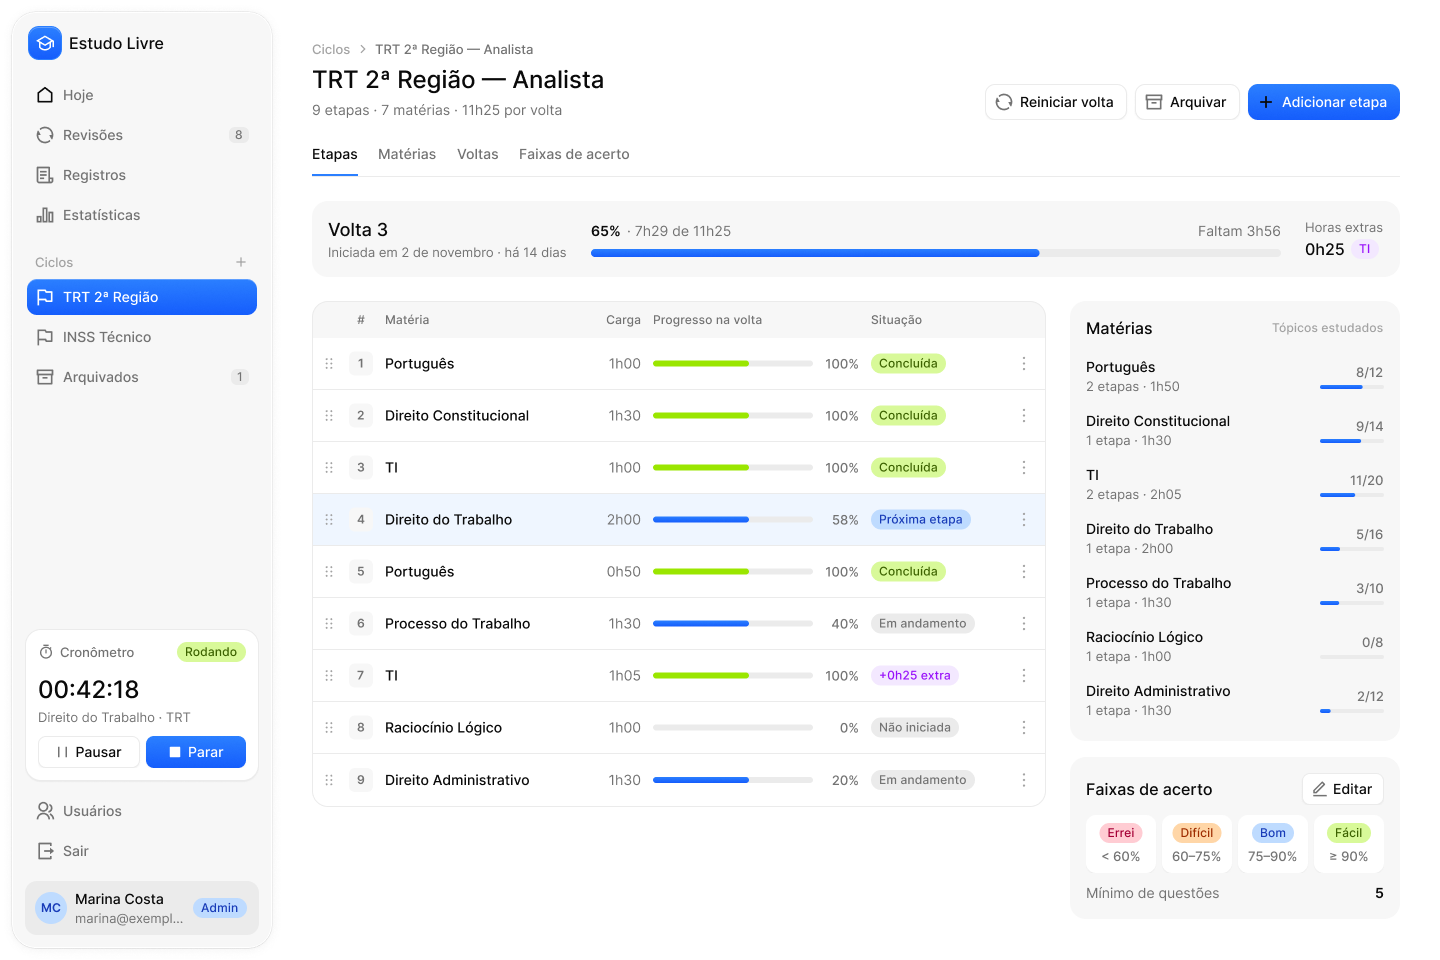 Estudo Livre
Hoje
Revisões 8
Registros
Estatísticas
Ciclos +
TRT 2ª Região
INSS Técnico
Arquivados 1
Cronômetro Rodando
00:42:18
Direito do Trabalho · TRT
Pausar Parar
Usuários
Sair
MC Marina Costa Admin
marina@exempl...
Ciclos > TRT 2ª Região — Analista
TRT 2ª Região — Analista
9 etapas · 7 matérias · 11h25 por volta
Reiniciar volta Arquivar + Adicionar etapa
Etapas Matérias Voltas Faixas de acerto
Volta 3
Iniciada em 2 de novembro · há 14 dias
65% · 7h29 de 11h25 Faltam 3h56
Horas extras
0h25 TI
# Matéria Carga Progresso na volta Situação
1 Português 1h00 100% Concluída
2 Direito Constitucional 1h30 100% Concluída
3 TI 1h00 100% Concluída
4 Direito do Trabalho 2h00 58% Próxima etapa
5 Português 0h50 100% Concluída
6 Processo do Trabalho 1h30 40% Em andamento
7 TI 1h05 100% +0h25 extra
8 Raciocínio Lógico 1h00 0% Não iniciada
9 Direito Administrativo 1h30 20% Em andamento
Matérias Tópicos estudados
Português 8/12
2 etapas · 1h50
Direito Constitucional 9/14
1 etapa · 1h30
TI 11/20
2 etapas · 2h05
Direito do Trabalho 5/16
1 etapa · 2h00
Processo do Trabalho 3/10
1 etapa · 1h30
Raciocínio Lógico 0/8
1 etapa · 1h00
Direito Administrativo 2/12
1 etapa · 1h30
Faixas de acerto Editar
Errei Difícil Bom Fácil
< 60% 60–75% 75–90% ≥ 90%
Mínimo de questões 5